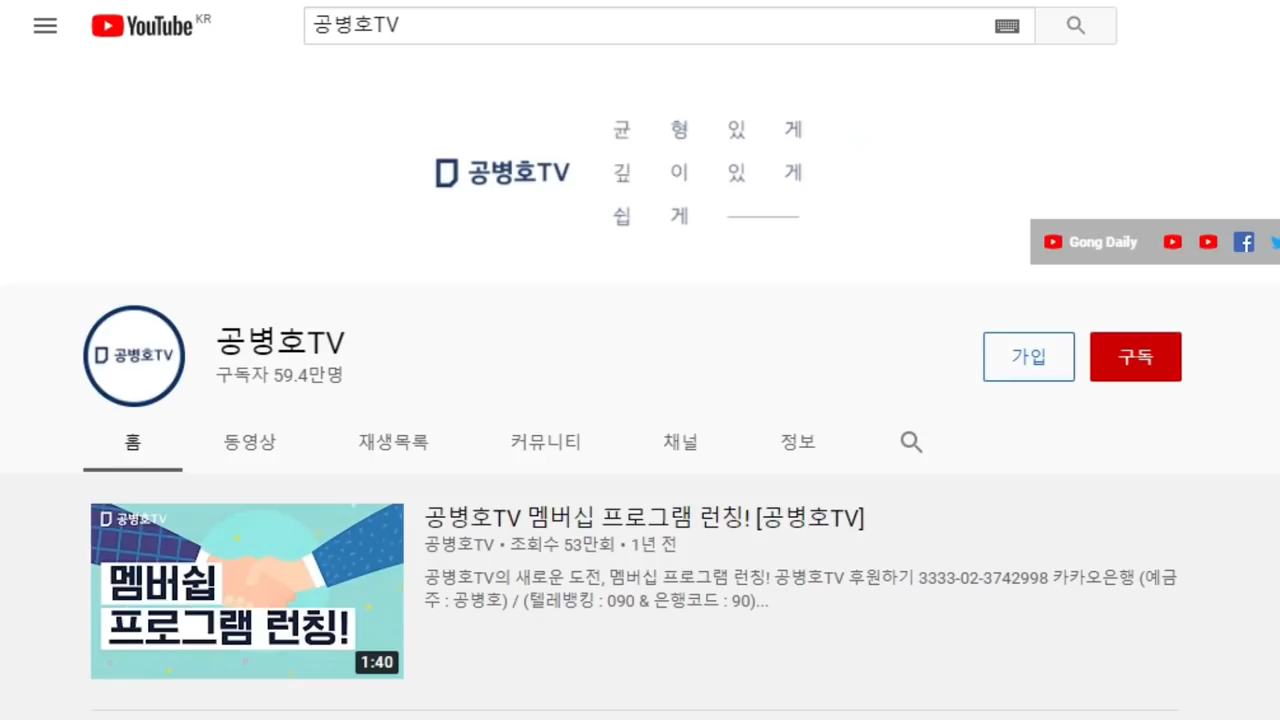 YouTube KR
공병호TV
균 형 있 게
공병호TV
깊 이 있 게
쉽 게
Gong Daily
공병호TV
공병호TV
구독자 59.4만명
가입
구독
홈
동영상
재생목록
커뮤니티
채널
정보
공병호TV
멤버쉽
프로그램 런칭!
1:40
공병호TV 멤버십 프로그램 런칭! [공병호TV]
공병호TV • 조회수 53만회 • 1년 전
공병호TV의 새로운 도전, 멤버십 프로그램 런칭! 공병호TV 후원하기 3333-02-3742998 카카오은행 (예금
주 : 공병호) / (텔레뱅킹 : 090 & 은행코드 : 90)...